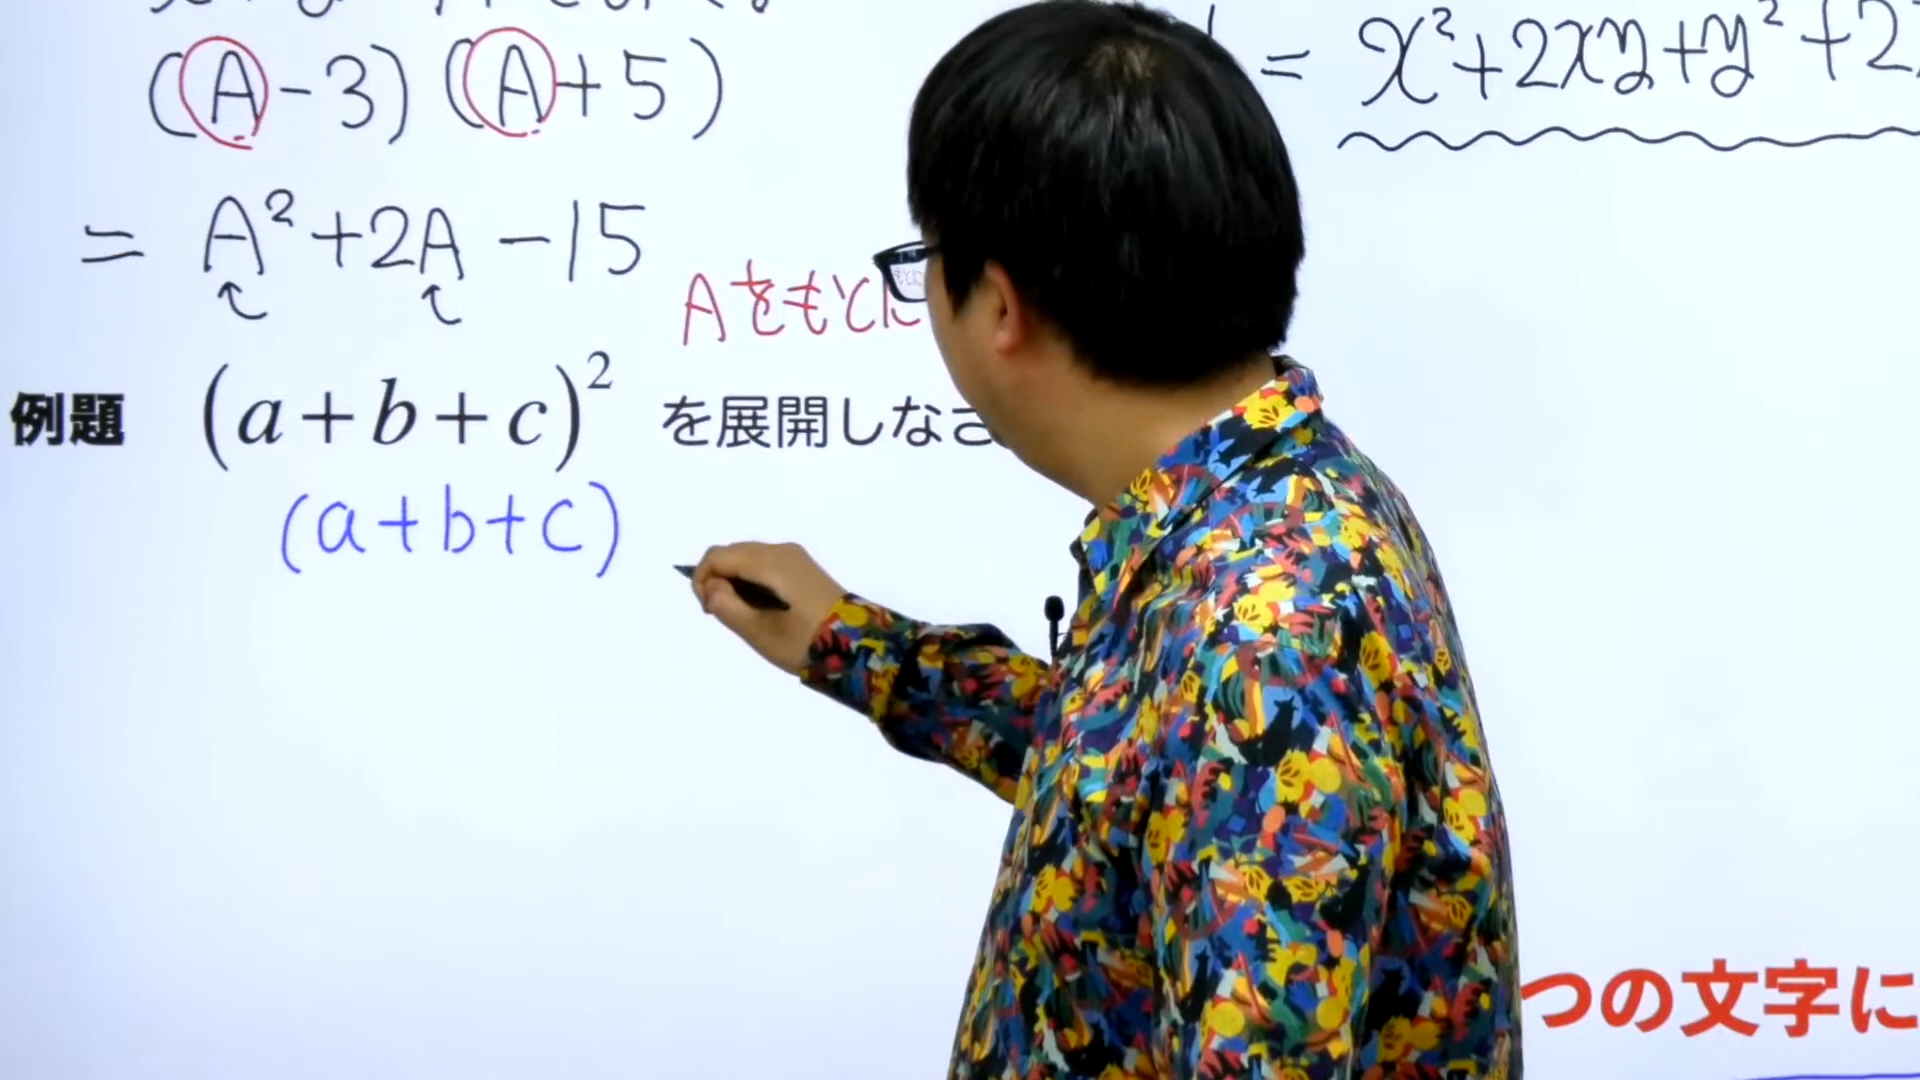 (A-3)(A+5)
= A²+2A-15
Aをもとに
例題 (a+b+c)² を展開しなさ
(a+b+c)
= x²+2xy+y²+2
つの文字に